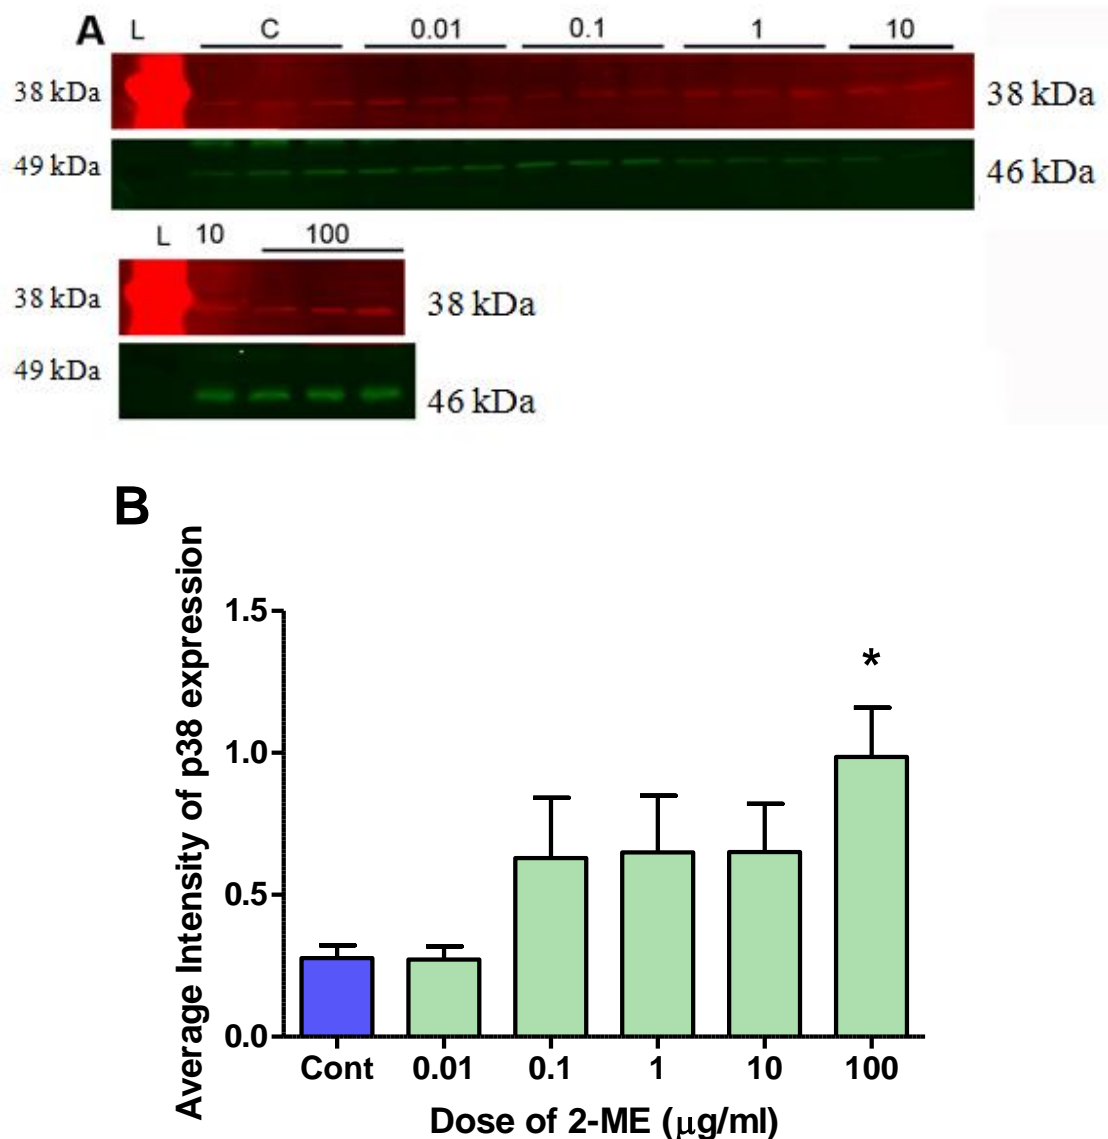 A L C 0.01 0.1 1 10
38 kDa 38 kDa
49 kDa 46 kDa
L 10 100
38 kDa 38 kDa
49 kDa 46 kDa
B
Average Intensity of p38 expression
1.5
*
1.0
0.5
0.0
Cont 0.01 0.1 1 10 100
Dose of 2-ME (μg/ml)